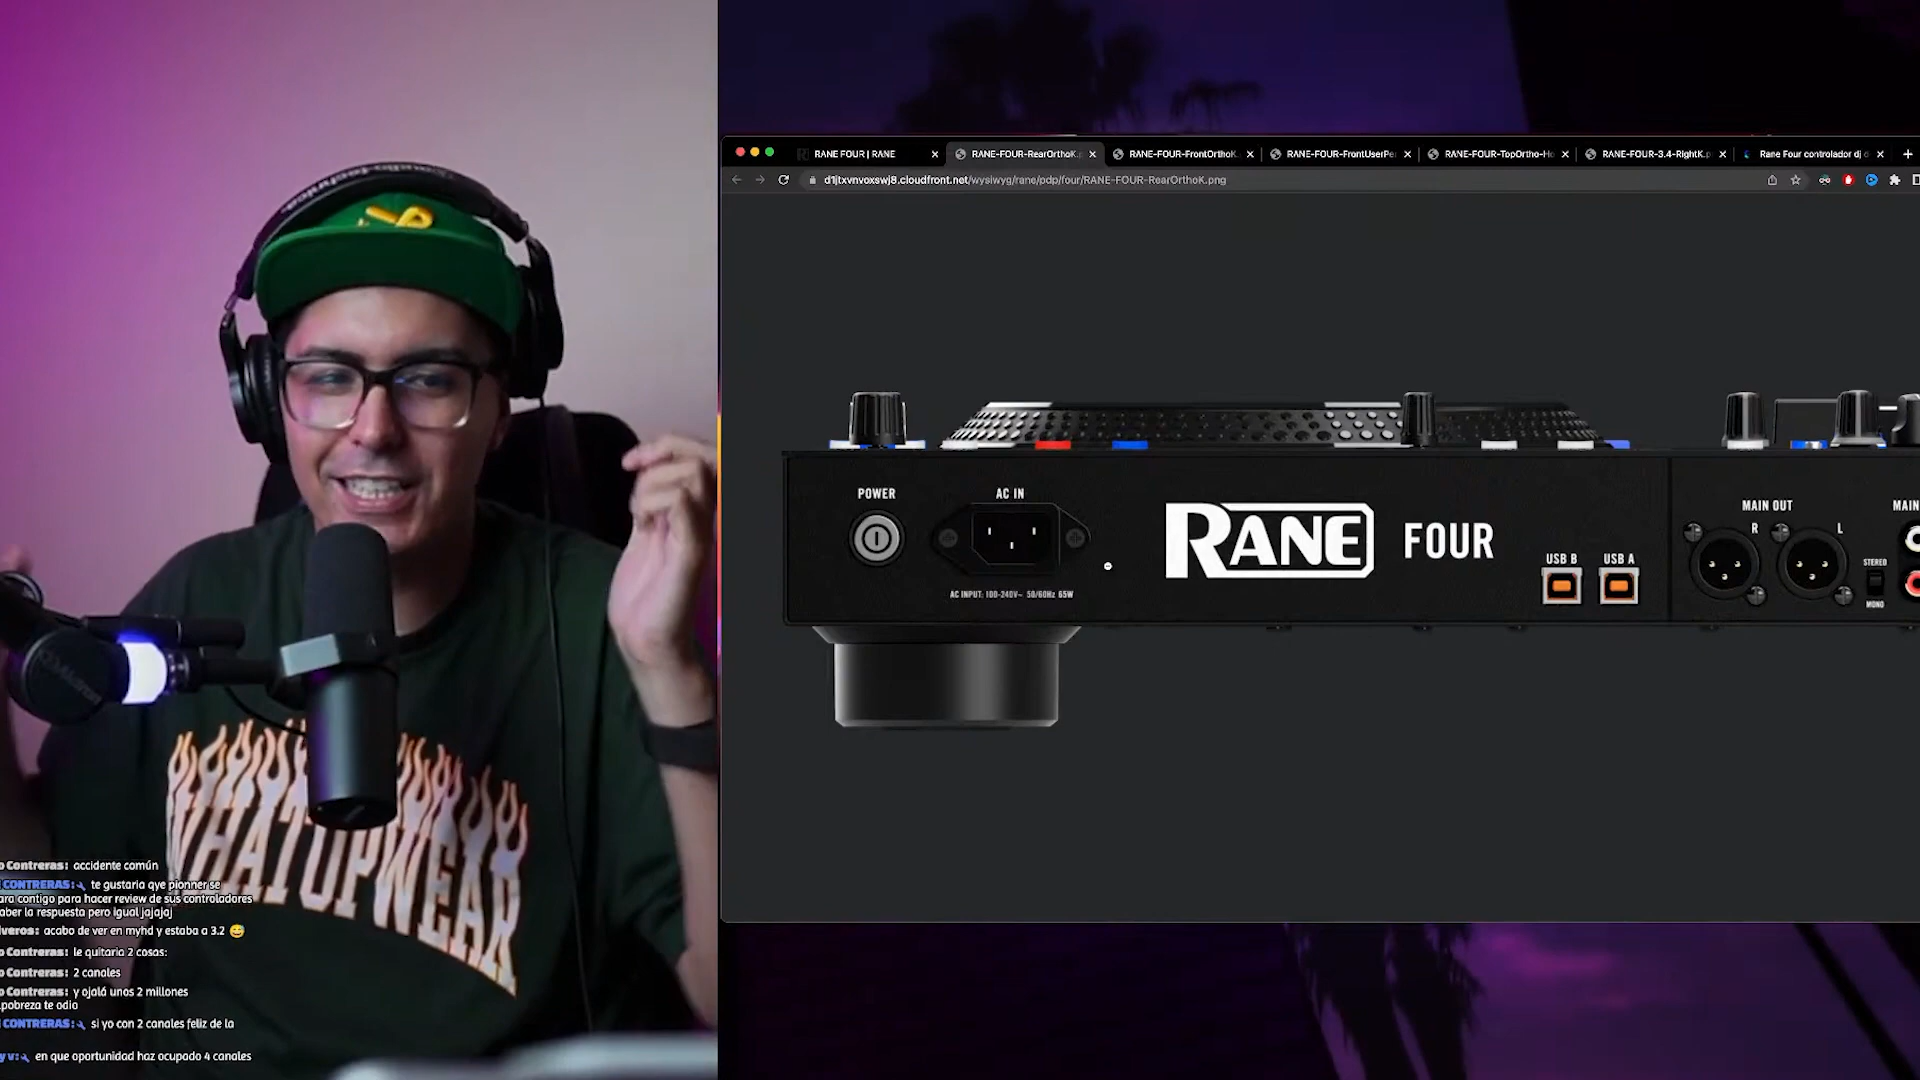 RANE FOUR | RANE
RANE-FOUR-RearOrthoK.p
RANE-FOUR-FrontOrthoK.
RANE-FOUR-FrontUserPe
RANE-FOUR-TopOrtho-Ho
RANE-FOUR-3.4-RightK.p
Rane Four controlador dj d
d1jtxvnvoxswj8.cloudfront.net/wysiwyg/rane/pdp/four/RANE-FOUR-RearOrthoK.png
POWER
AC IN
AC INPUT: 100-240V~ 50/60Hz 65W
RANE FOUR
USB B
USB A
MAIN OUT
R
L
STEREO
MONO
MAIN
audio-technica
WHATUPWEAR
o Contreras: accidente común
CONTRERAS: te gustaria qye pionner se
ara contigo para hacer review de sus controladores
aber la respuesta pero igual jajajaj
lveros: acabo de ver en myhd y estaba a 3.2 😅
o Contreras: le quitaria 2 cosas:
o Contreras: 2 canales
o Contreras: y ojalá unos 2 millones
pobreza te odio
CONTRERAS: si yo con 2 canales feliz de la
y v: en que oportunidad haz ocupado 4 canales